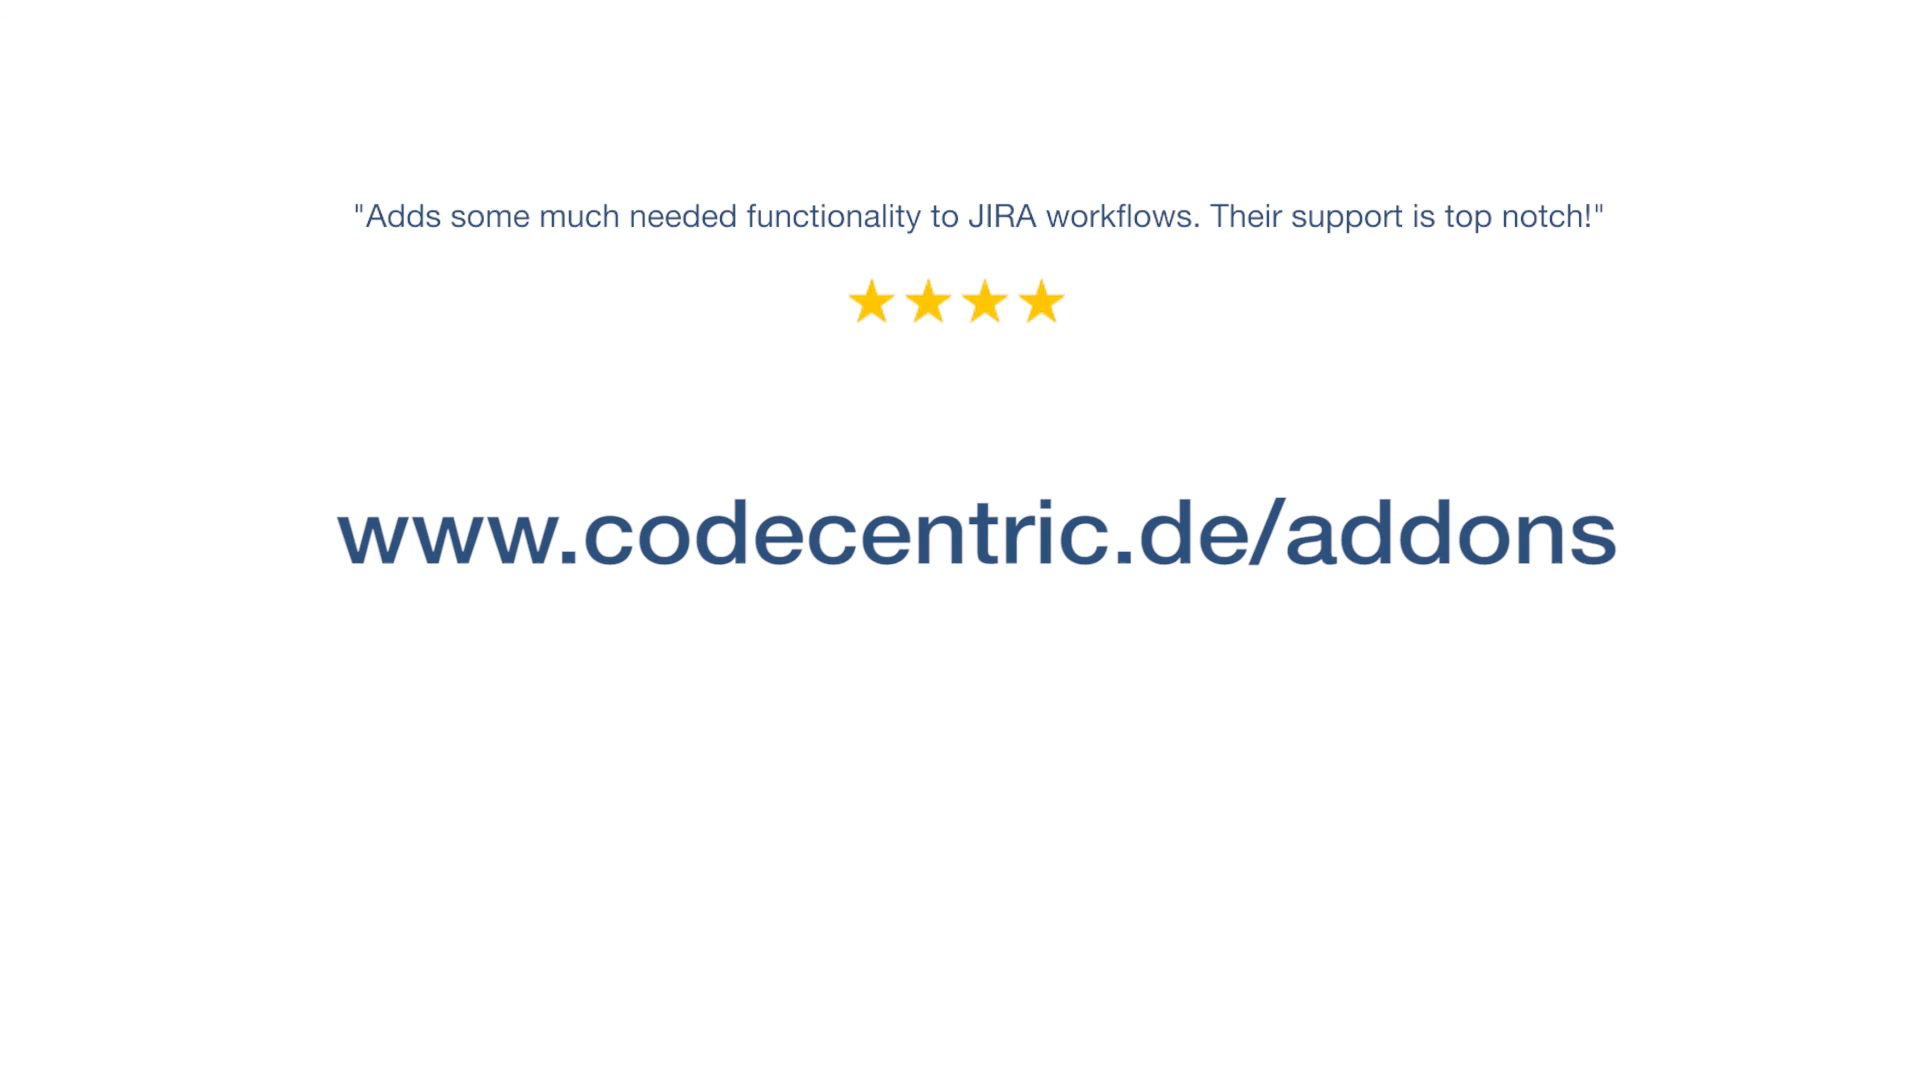 "Adds some much needed functionality to JIRA workflows. Their support is top notch!"
www.codecentric.de/addons